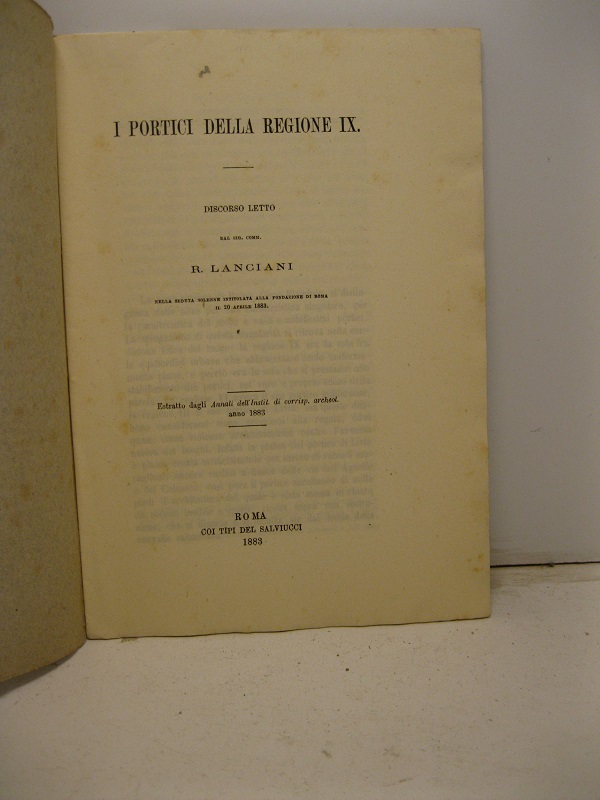 I PORTICI DELLA REGIONE IX.
DISCORSO LETTO
DAL COR. COMM.
R. LANCIANI
NELLA SEDUTA SOLENNE INTITOLATA ALLA FONDAZIONE DI ROMA
IL 20 APRILE 1883.
Estratto dagli Annali dell'Instit. di corrisp. archeol.
anno 1883
ROMA
COI TIPI DEL SALVIUCCI
1883